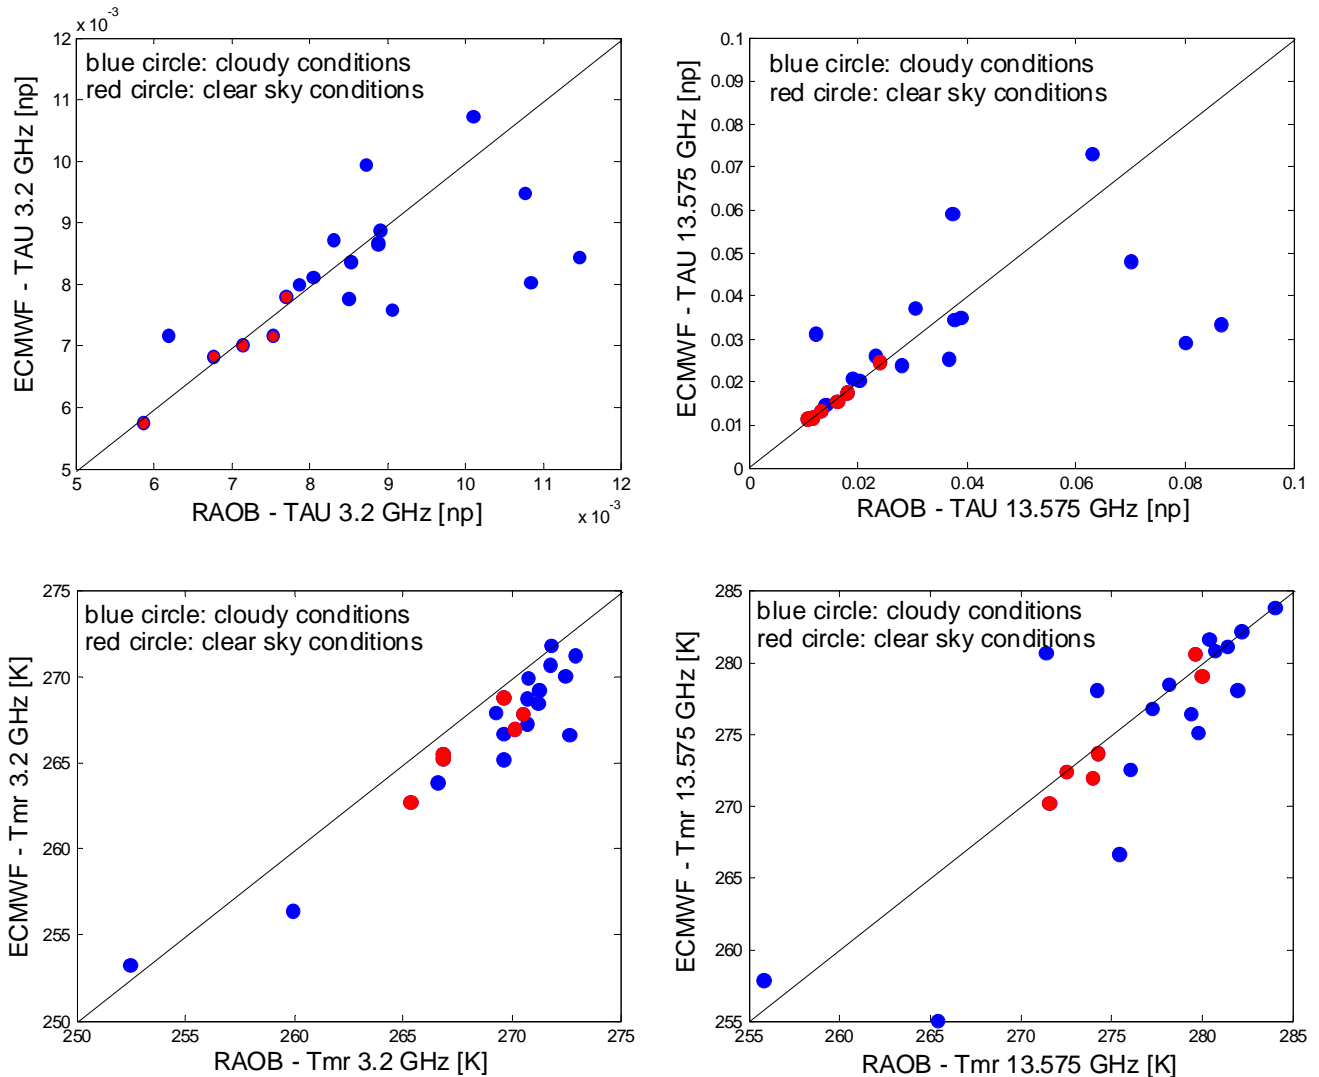 x 10⁻³
12
11
10
9
8
7
6
5
ECMWF - TAU 3.2 GHz [np]
blue circle: cloudy conditions
red circle: clear sky conditions
5 6 7 8 9 10 11 12
RAOB - TAU 3.2 GHz [np]
x 10⁻³
0.1
0.09
0.08
0.07
0.06
0.05
0.04
0.03
0.02
0.01
0
ECMWF - TAU 13.575 GHz [np]
blue circle: cloudy conditions
red circle: clear sky conditions
0 0.02 0.04 0.06 0.08 0.1
RAOB - TAU 13.575 GHz [np]
275
270
265
260
255
250
ECMWF - Tmr 3.2 GHz [K]
blue circle: cloudy conditions
red circle: clear sky conditions
250 255 260 265 270 275
RAOB - Tmr 3.2 GHz [K]
285
280
275
270
265
260
255
ECMWF - Tmr 13.575 GHz [K]
blue circle: cloudy conditions
red circle: clear sky conditions
255 260 265 270 275 280 285
RAOB - Tmr 13.575 GHz [K]